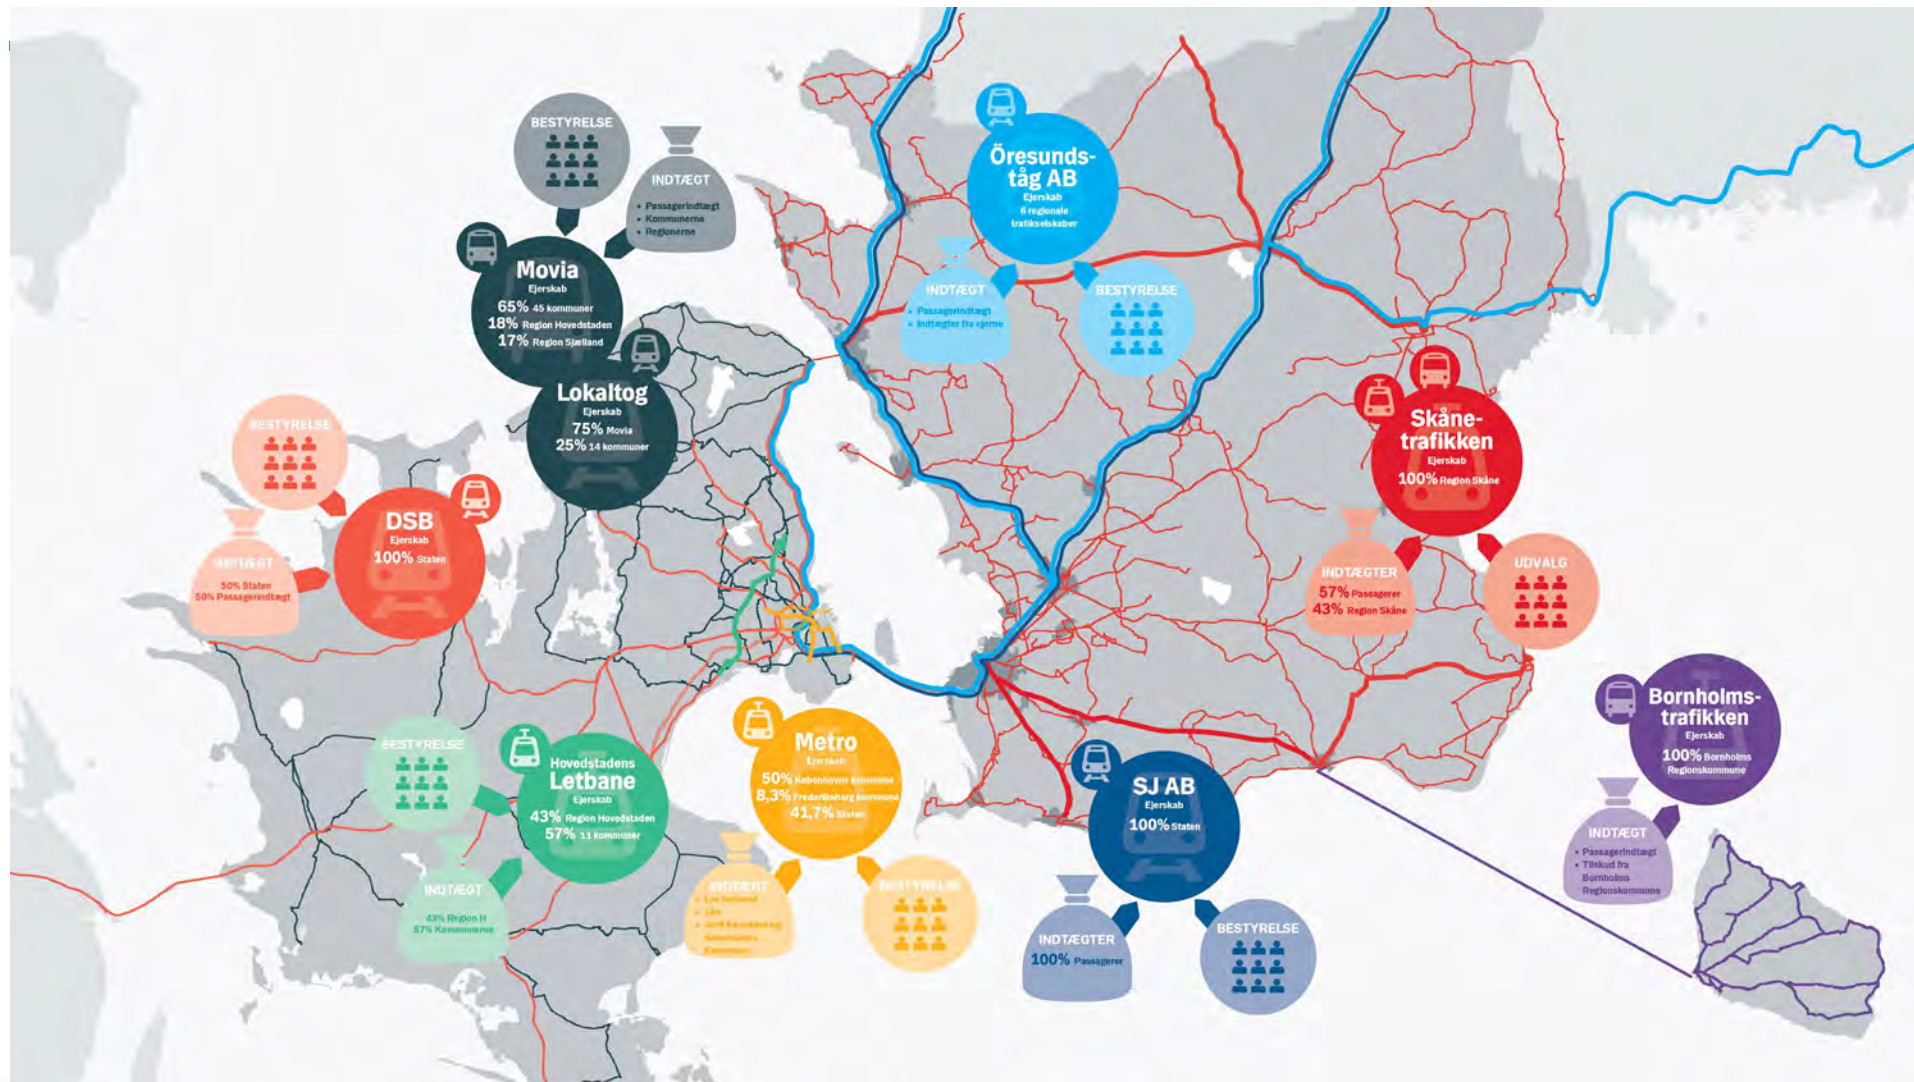 BESTYRELSE
INDTÆGT
• Passagerindtægt
• Kommunerne
• Regionerne
Movia
Ejerskab
65% 45 kommuner
18% Region Hovedstaden
17% Region Sjælland
Lokaltog
Ejerskab
75% Movia
25% 14 kommuner
Öresunds-
tåg AB
Ejerskab
6 regionale
trafikselskaber
INDTÆGT
• Passagerindtægt
• Indtægter fra ejerne
BESTYRELSE
BESTYRELSE
DSB
Ejerskab
100% Staten
INDTÆGT
50% Staten
50% Passagerindtægt
Skåne-
trafikken
Ejerskab
100% Region Skåne
INDTÆGTER
57% Passagerer
43% Region Skåne
UDVALG
BESTYRELSE
Hovedstadens
Letbane
Ejerskab
43% Region Hovedstaden
57% 11 kommuner
INDTÆGT
43% Region H
57% Kommunerne
Metro
Ejerskab
50% Københavns kommune
8,3% Frederiksberg kommune
41,7% Staten
INDTÆGT
BESTYRELSE
SJ AB
Ejerskab
100% Staten
INDTÆGTER
100% Passagerer
BESTYRELSE
Bornholms-
trafikken
Ejerskab
100% Bornholms
Regionskommune
INDTÆGT
• Passagerindtægt
• Tilskud fra
Bornholms
Regionskommune